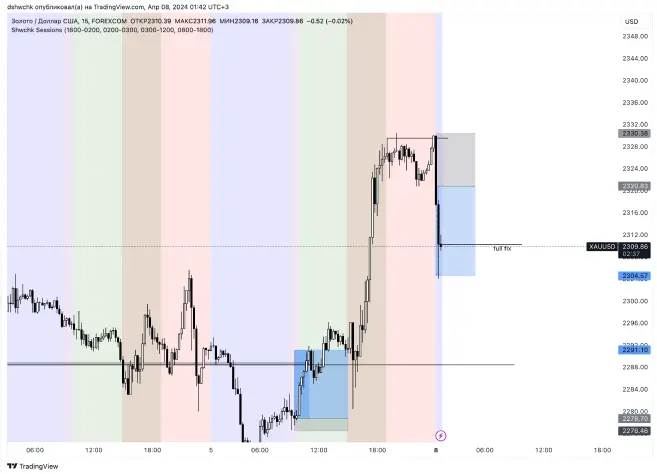 dshwchk опубликовал(а) на TradingView.com, Апр 08, 2024 01:42 UTC+3
Золото / Доллар США, 15, FOREXCOM ОТКР2310.39 МАКС2311.96 МИН2309.16 ЗАКР2309.86 −0.52 (−0.02%)
Shwchk Sessions (1800-0200, 0200-0300, 0300-1200, 0800-1800)
USD
2348.00
2344.00
2340.00
2336.00
2332.00
2330.38
2328.00
2324.00
2320.83
2316.00
2312.00
full fix
XAUUSD 2309.86
02:37
2304.57
2300.00
2296.00
2291.10
2288.00
2284.00
2280.00
2278.70
2276.46
06:00 12:00 18:00 5 06:00 12:00 18:00 8 06:00 12:00 18:00
TradingView